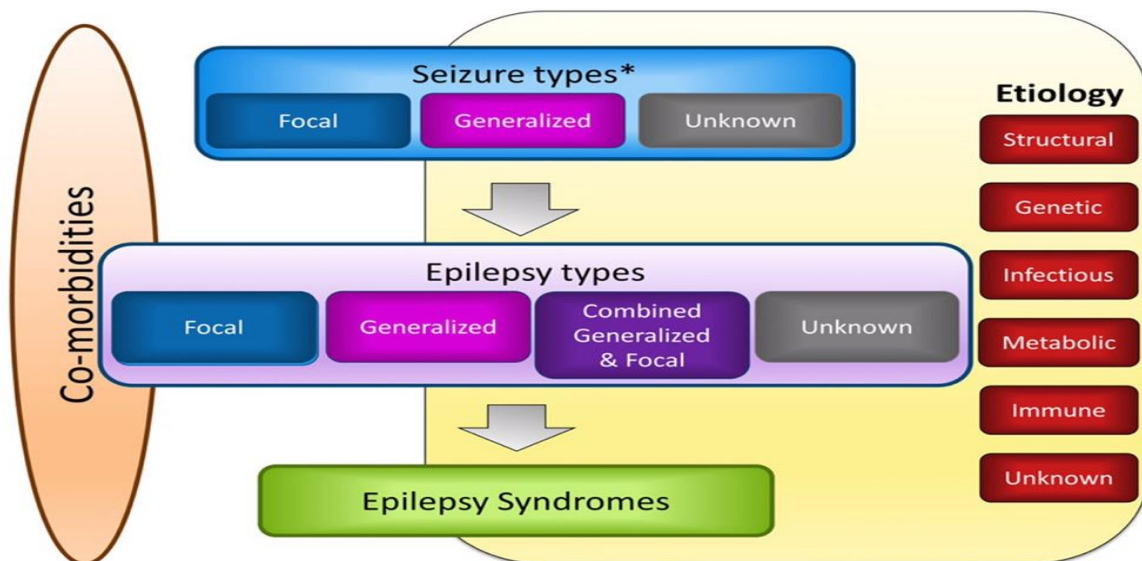 Co-morbidities
Seizure types*
Focal
Generalized
Unknown
Epilepsy types
Focal
Generalized
Combined
Generalized
& Focal
Unknown
Epilepsy Syndromes
Etiology
Structural
Genetic
Infectious
Metabolic
Immune
Unknown